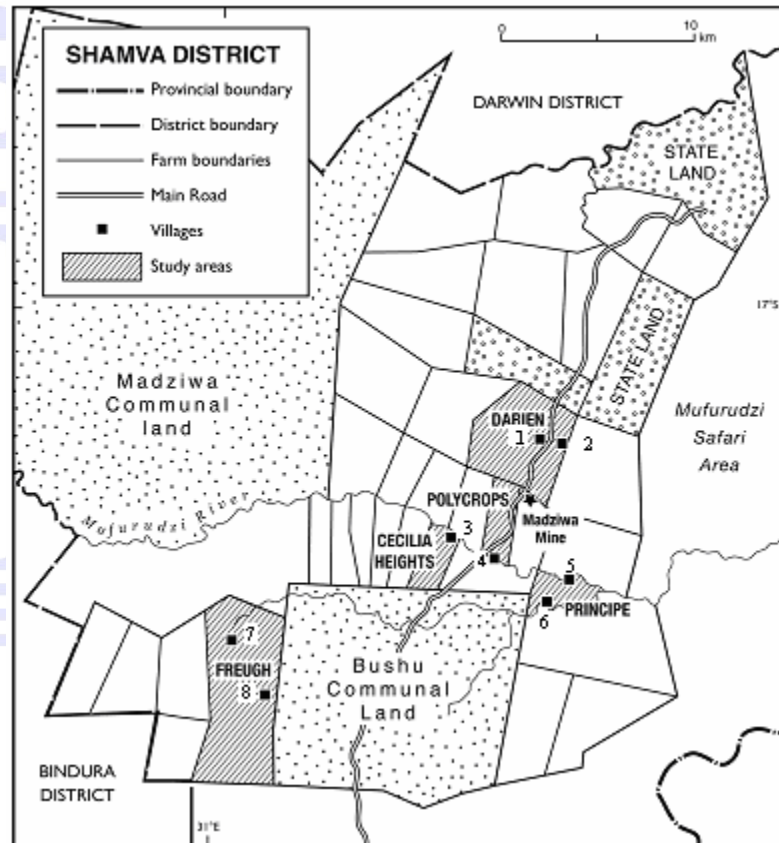 SHAMVA DISTRICT
Provincial boundary
District boundary
Farm boundaries
Main Road
Villages
Study areas
0 10
km
DARWIN DISTRICT
STATE
LAND
17°S
STATE LAND
Madziwa
Communal
land
Mufurudzi
Safari
Area
DARIEN
1
2
POLYCROPS
Madziwa
Mine
Mofurudzi River
3
CECILIA
HEIGHTS
4
5
PRINCIPE
6
7
FREUGH
8
Bushu
Communal
Land
BINDURA
DISTRICT
31°E